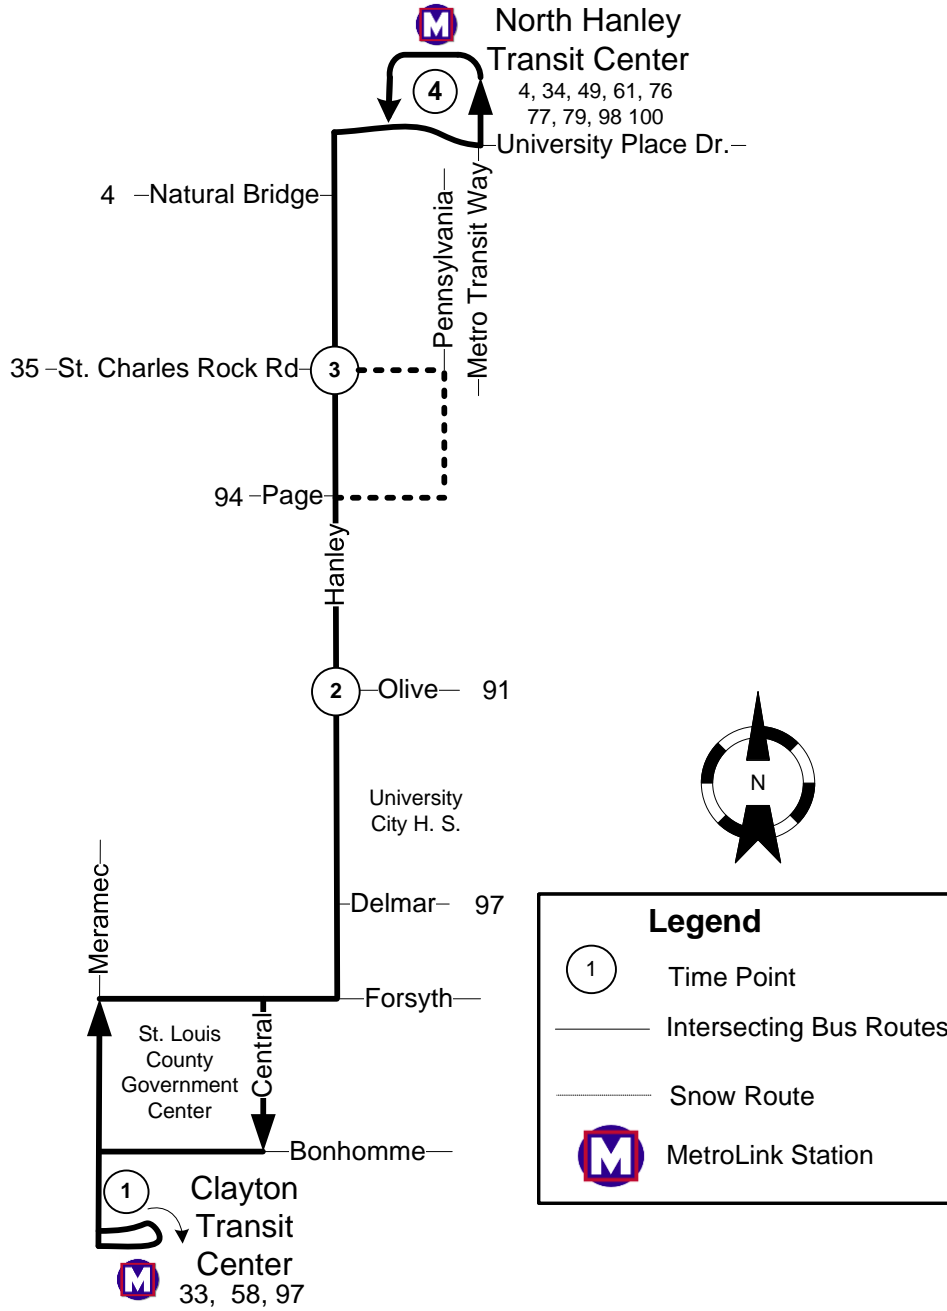 M
North Hanley
Transit Center
4, 34, 49, 61, 76
77, 79, 98 100
4
University Place Dr.
4 Natural Bridge
Pennsylvania
Metro Transit Way
35 St. Charles Rock Rd
3
94 Page
Hanley
2
Olive 91
University
City H. S.
N
Delmar 97
Meramec
Forsyth
St. Louis
County
Government
Center
Central
Bonhomme
1
Clayton
Transit
Center
33, 58, 97
M
Legend
1 Time Point
Intersecting Bus Routes
Snow Route
M MetroLink Station